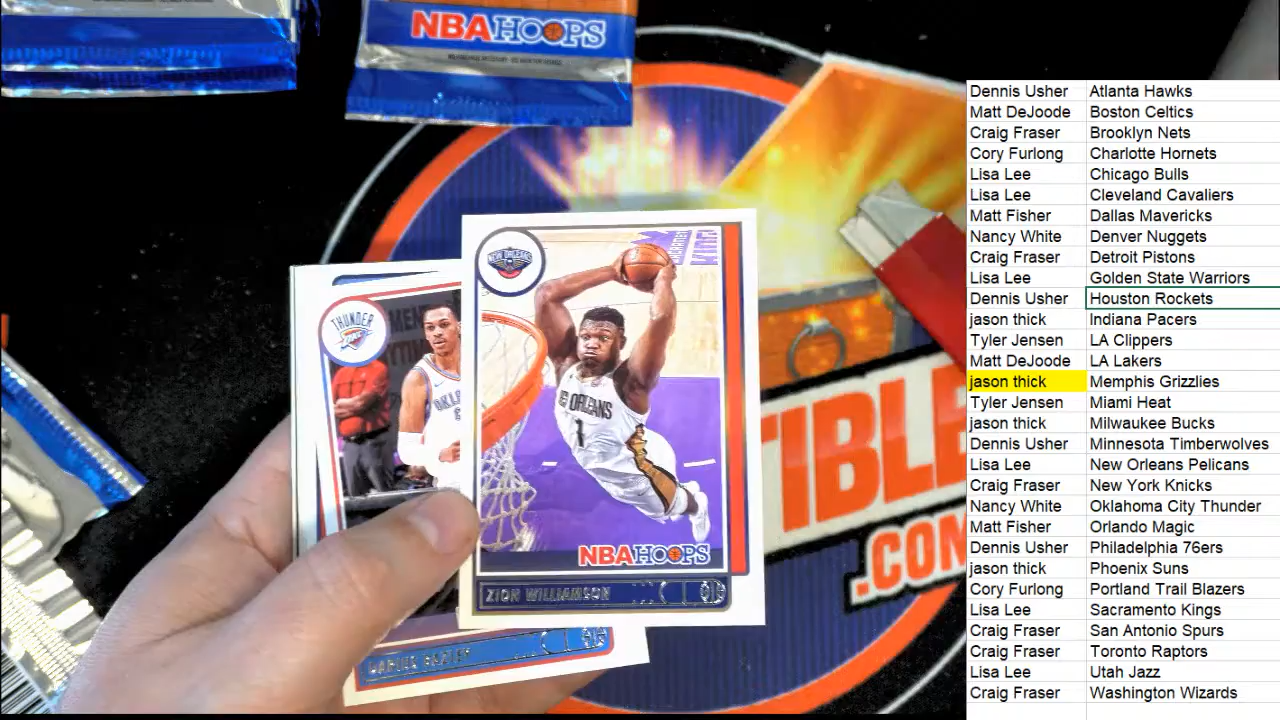 NBAHOOPS
NEW ORLEANS
THUNDER
NEW ORLEANS
1
NBAHOOPS
ZION WILLIAMSON
DARIUS BAZLEY
TIBLE
.COM
Dennis Usher Atlanta Hawks
Matt DeJoode Boston Celtics
Craig Fraser Brooklyn Nets
Cory Furlong Charlotte Hornets
Lisa Lee Chicago Bulls
Lisa Lee Cleveland Cavaliers
Matt Fisher Dallas Mavericks
Nancy White Denver Nuggets
Craig Fraser Detroit Pistons
Lisa Lee Golden State Warriors
Dennis Usher Houston Rockets
jason thick Indiana Pacers
Tyler Jensen LA Clippers
Matt DeJoode LA Lakers
jason thick Memphis Grizzlies
Tyler Jensen Miami Heat
jason thick Milwaukee Bucks
Dennis Usher Minnesota Timberwolves
Lisa Lee New Orleans Pelicans
Craig Fraser New York Knicks
Nancy White Oklahoma City Thunder
Matt Fisher Orlando Magic
Dennis Usher Philadelphia 76ers
jason thick Phoenix Suns
Cory Furlong Portland Trail Blazers
Lisa Lee Sacramento Kings
Craig Fraser San Antonio Spurs
Craig Fraser Toronto Raptors
Lisa Lee Utah Jazz
Craig Fraser Washington Wizards